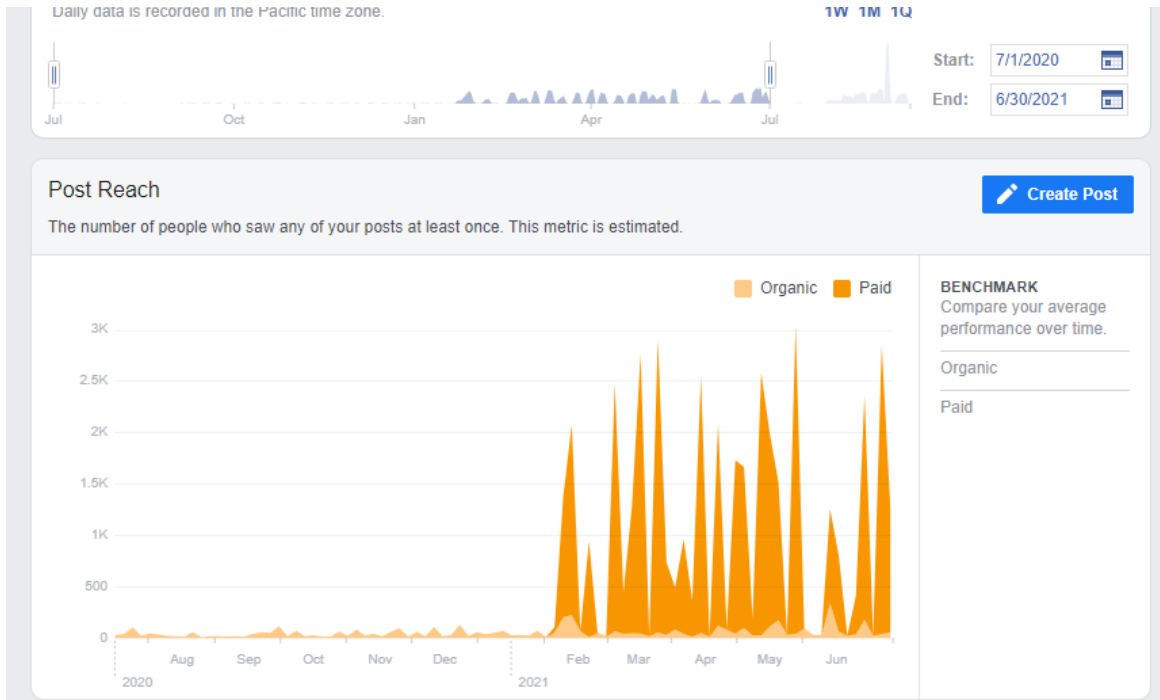 Daily data is recorded in the Pacific time zone.
1W 1M 1Q
Start: 7/1/2020
End: 6/30/2021
Jul Oct Jan Apr Jul
Post Reach
Create Post
The number of people who saw any of your posts at least once. This metric is estimated.
Organic Paid
BENCHMARK
Compare your average
performance over time.
Organic
Paid
3K
2.5K
2K
1.5K
1K
500
0
Aug Sep Oct Nov Dec Feb Mar Apr May Jun
2020 2021